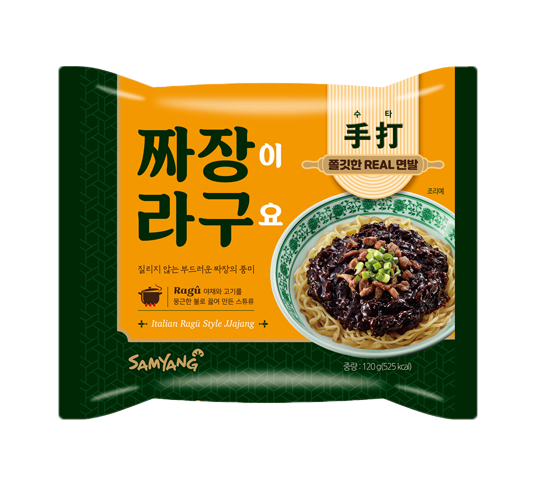 수타
手打
쫄깃한 REAL 면발
짜장이
라구요
조리예
질리지 않는 부드러운 짜장의 풍미
Ragû 야채와 고기를
뭉근한 불로 끓여 만든 스튜류
Italian Ragü Style JJajang
SAMYANG
중량 : 120 g(525 kcal)